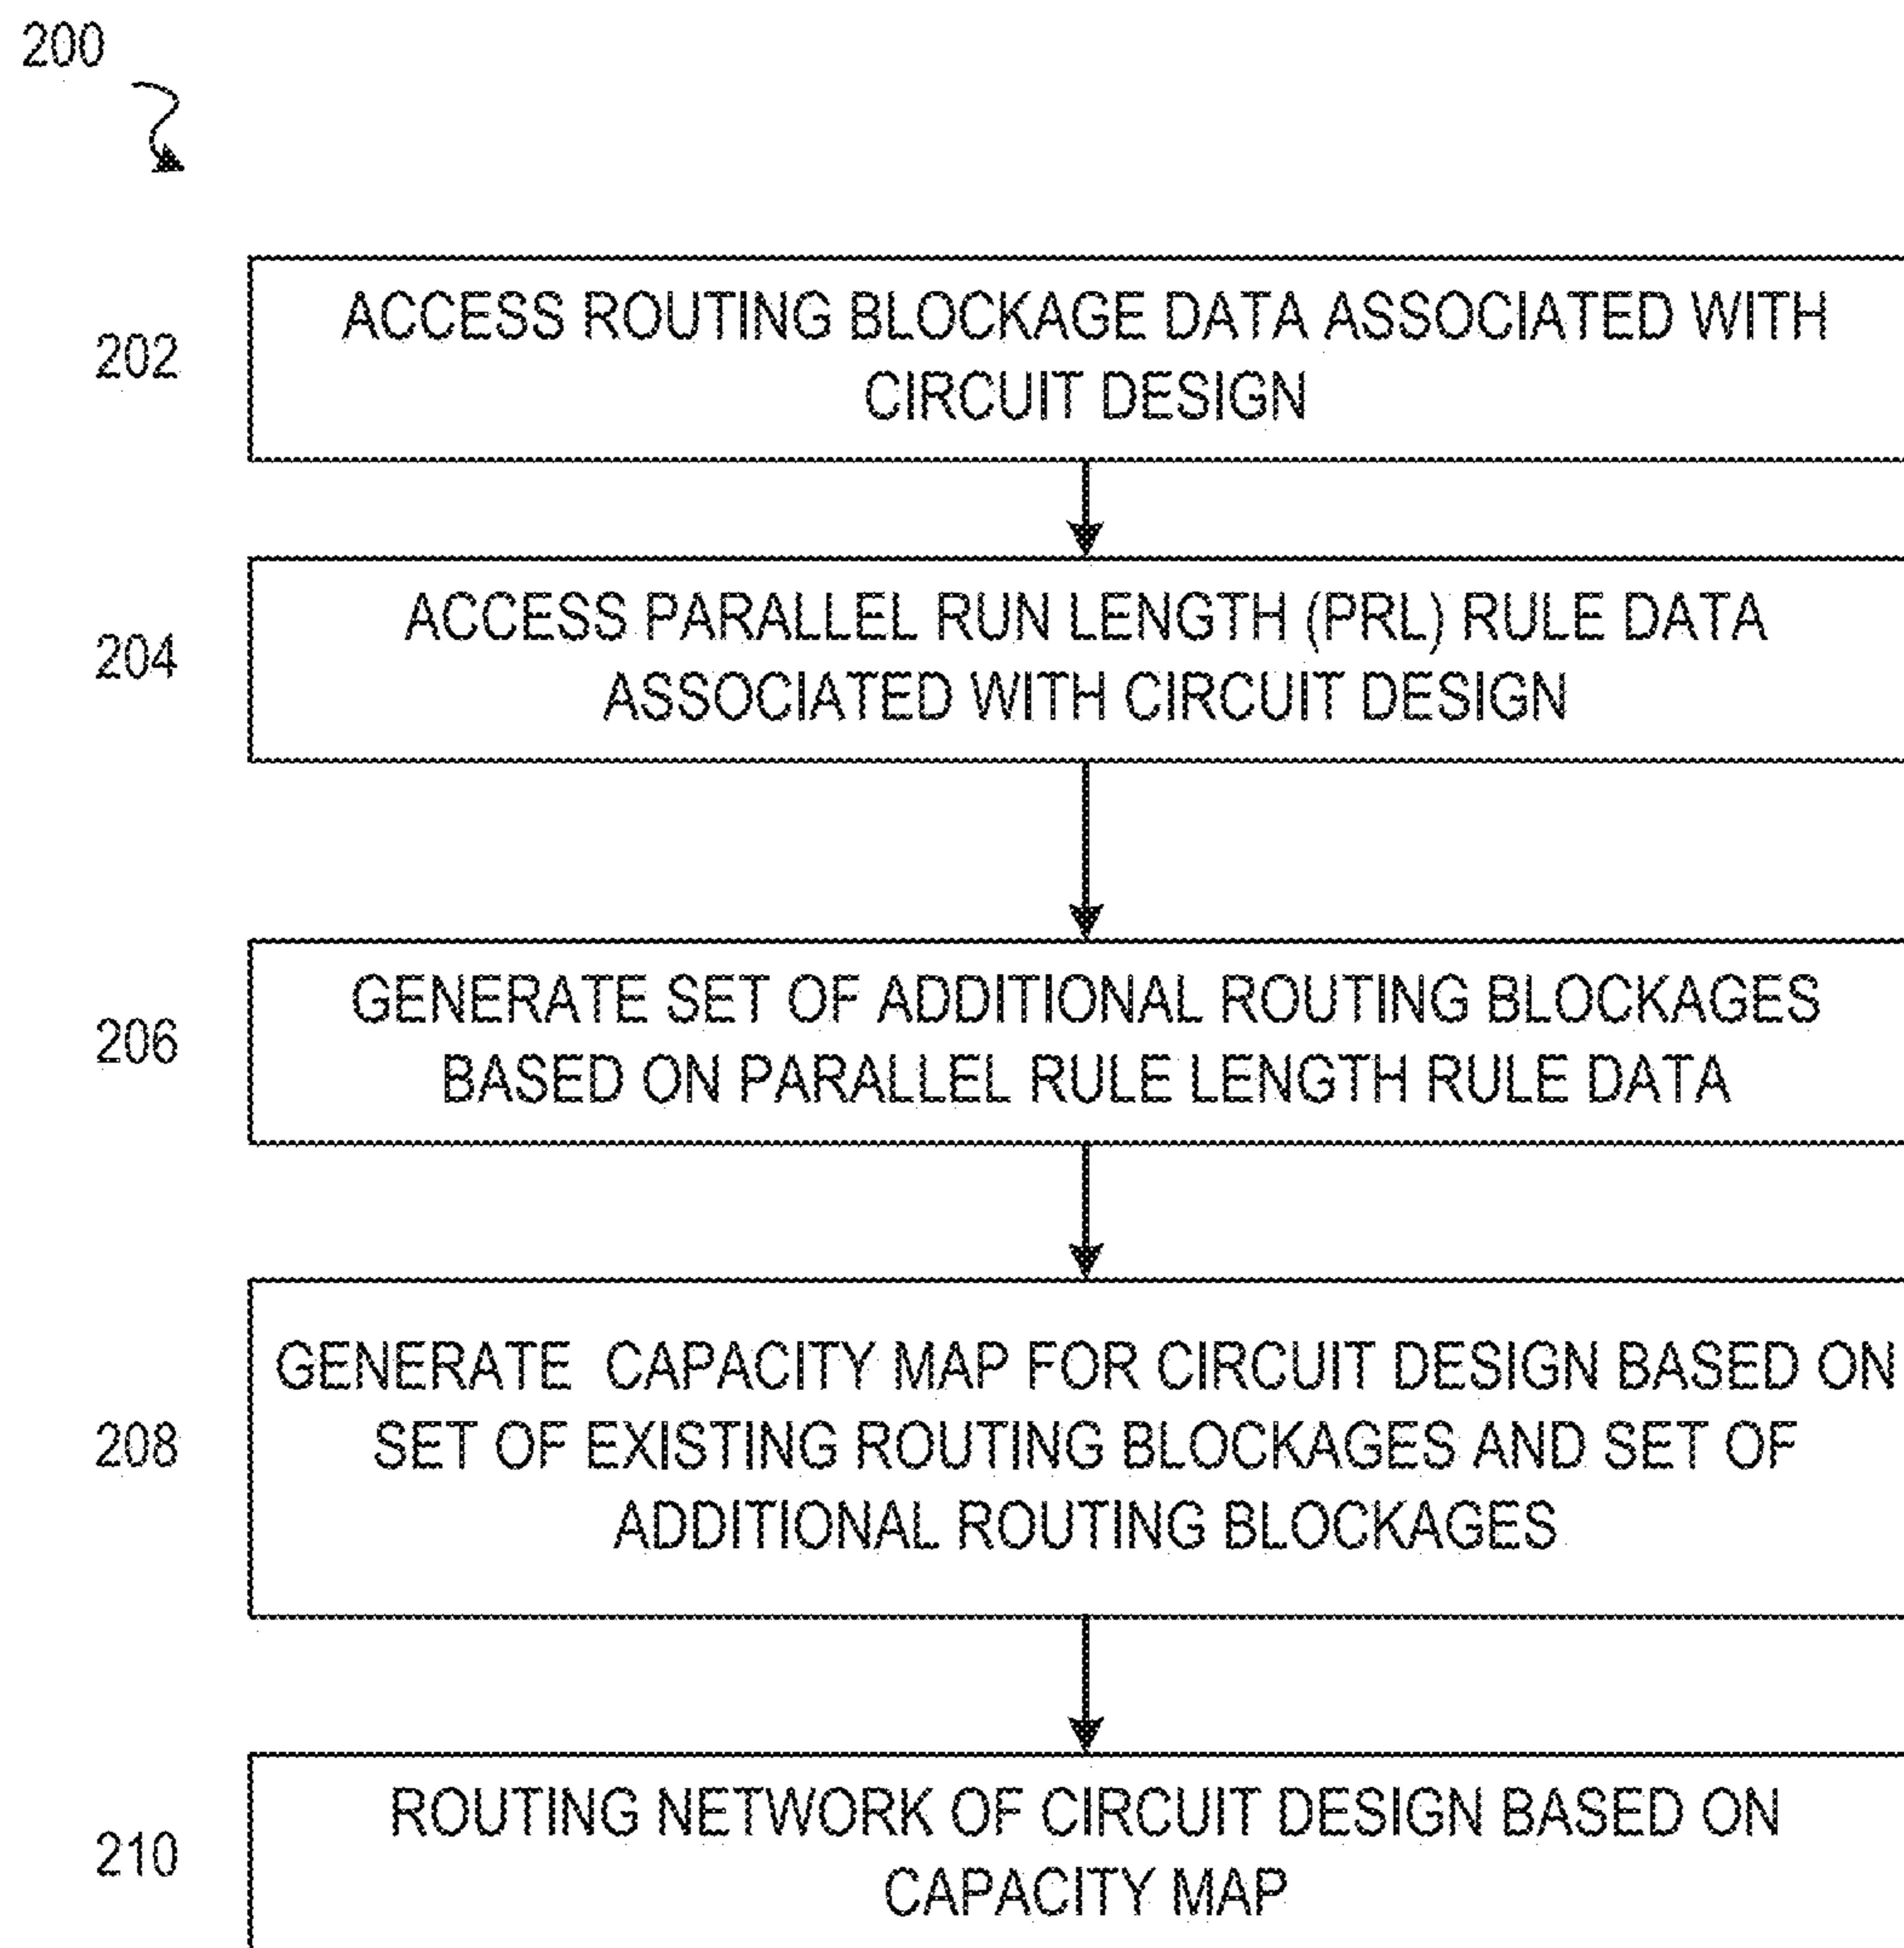 200
202
ACCESS ROUTING BLOCKAGE DATA ASSOCIATED WITH
CIRCUIT DESIGN
204
ACCESS PARALLEL RUN LENGTH (PRL) RULE DATA
ASSOCIATED WITH CIRCUIT DESIGN
206
GENERATE SET OF ADDITIONAL ROUTING BLOCKAGES
BASED ON PARALLEL RULE LENGTH RULE DATA
208
GENERATE CAPACITY MAP FOR CIRCUIT DESIGN BASED ON
SET OF EXISTING ROUTING BLOCKAGES AND SET OF
ADDITIONAL ROUTING BLOCKAGES
210
ROUTING NETWORK OF CIRCUIT DESIGN BASED ON
CAPACITY MAP